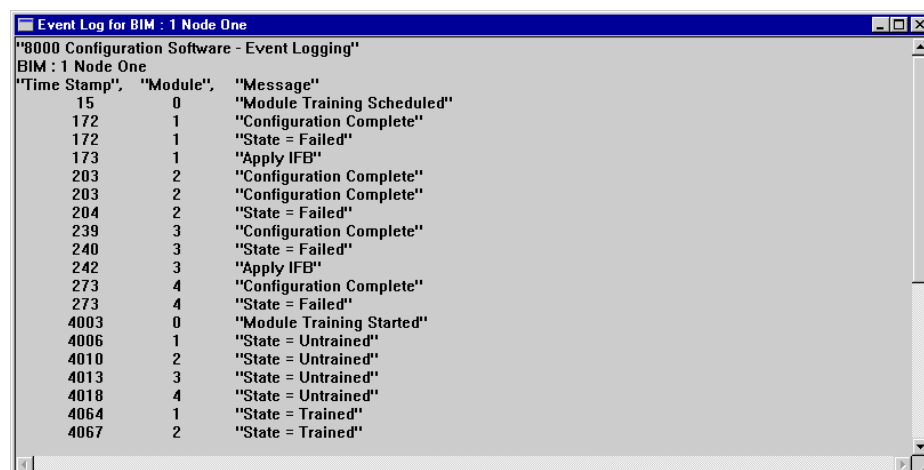 Event Log for BIM : 1 Node One
"8000 Configuration Software - Event Logging"
BIM : 1 Node One
"Time Stamp", "Module", "Message"
15 0 "Module Training Scheduled"
172 1 "Configuration Complete"
172 1 "State = Failed"
173 1 "Apply IFB"
203 2 "Configuration Complete"
203 2 "Configuration Complete"
204 2 "State = Failed"
239 3 "Configuration Complete"
240 3 "State = Failed"
242 3 "Apply IFB"
273 4 "Configuration Complete"
273 4 "State = Failed"
4003 0 "Module Training Started"
4006 1 "State = Untrained"
4010 2 "State = Untrained"
4013 3 "State = Untrained"
4018 4 "State = Untrained"
4064 1 "State = Trained"
4067 2 "State = Trained"